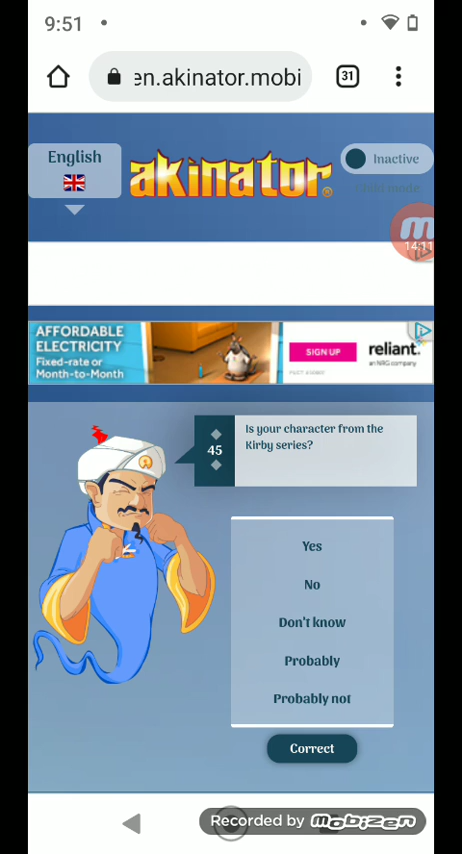 9:51
en.akinator.mobi
31
English
akinator®
Inactive
Child mode
14:11
AFFORDABLE
ELECTRICITY
Fixed-rate or
Month-to-Month
SIGN UP
reliant.
an NRG company
45
Is your character from the
Kirby series?
Yes
No
Don't know
Probably
Probably not
Correct
Recorded by mobizen